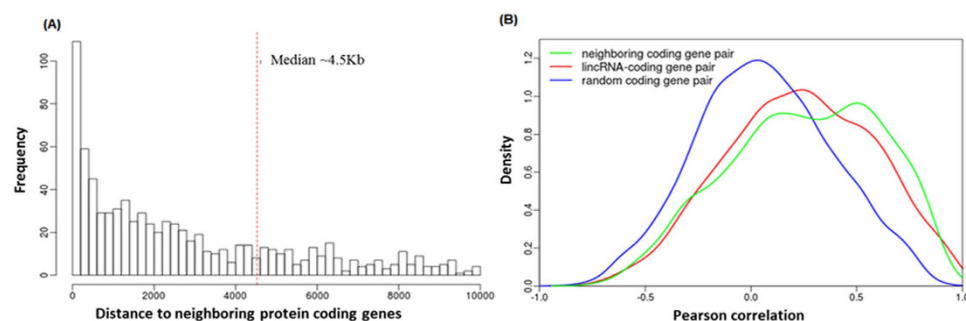 (A)
Median ~4.5Kb
Frequency
0
20
40
60
80
100
0 2000 4000 6000 8000 10000
Distance to neighboring protein coding genes
(B)
neighboring coding gene pair
lincRNA-coding gene pair
random coding gene pair
Density
0.0
0.2
0.4
0.6
0.8
1.0
1.2
-1.0 -0.5 0.0 0.5 1.0
Pearson correlation